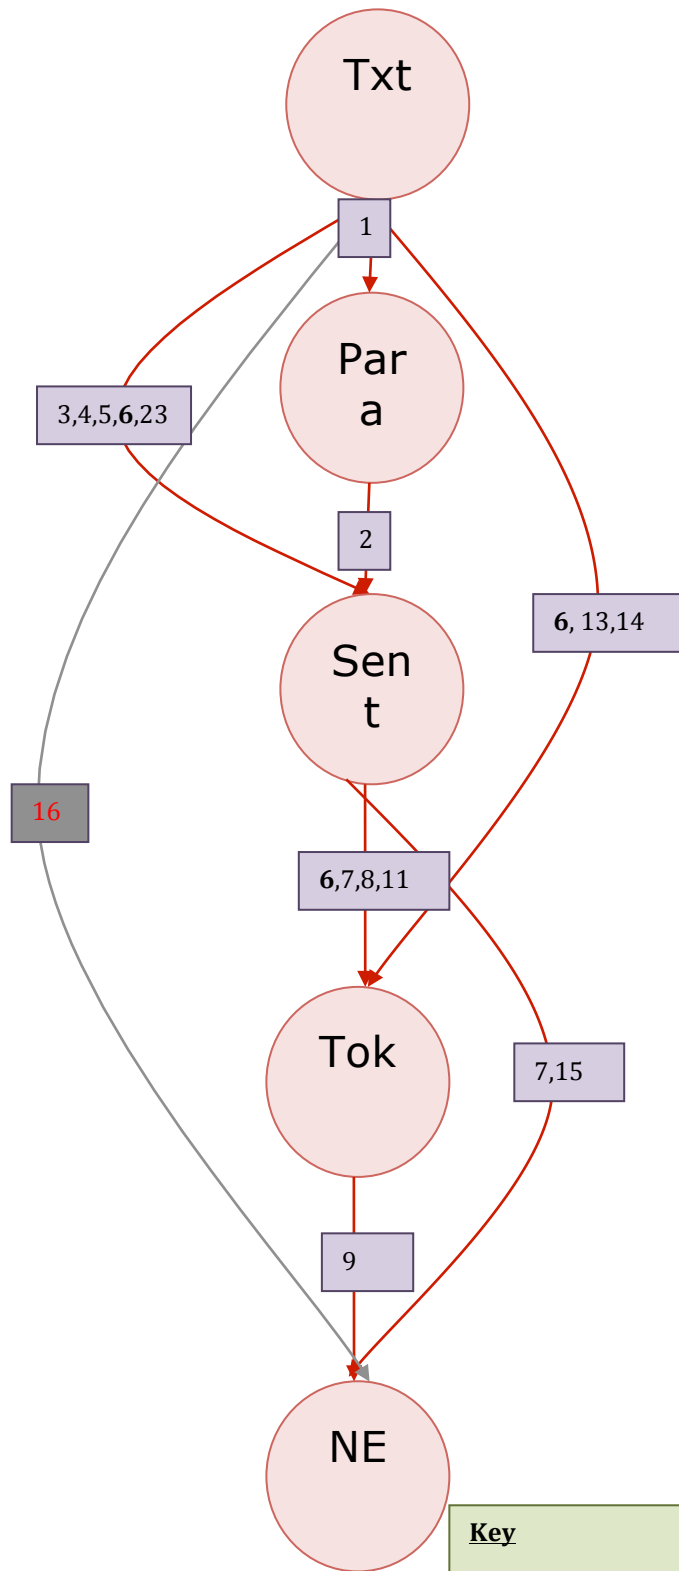 Txt
1
Par
a
3,4,5,6,23
2
Sen
t
6, 13,14
16
6,7,8,11
Tok
7,15
9
NE
Key